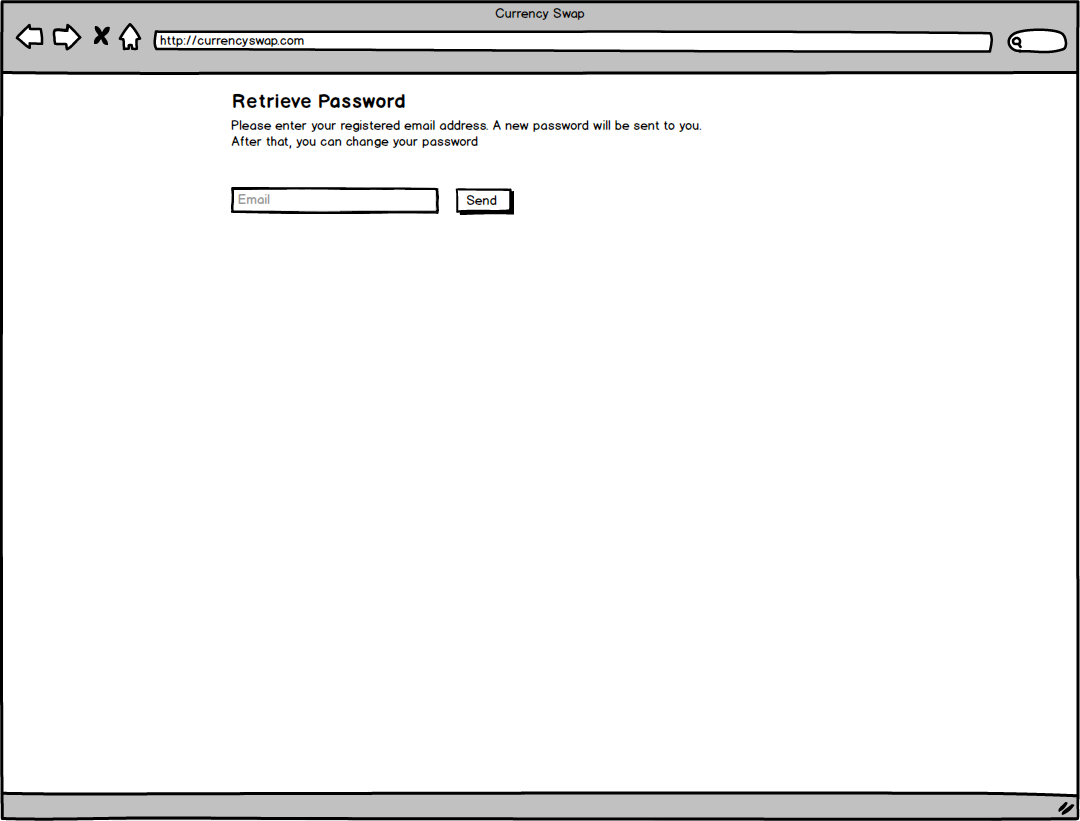 Currency Swap
http://currencyswap.com
Retrieve Password
Please enter your registered email address. A new password will be sent to you.
After that, you can change your password
Email
Send